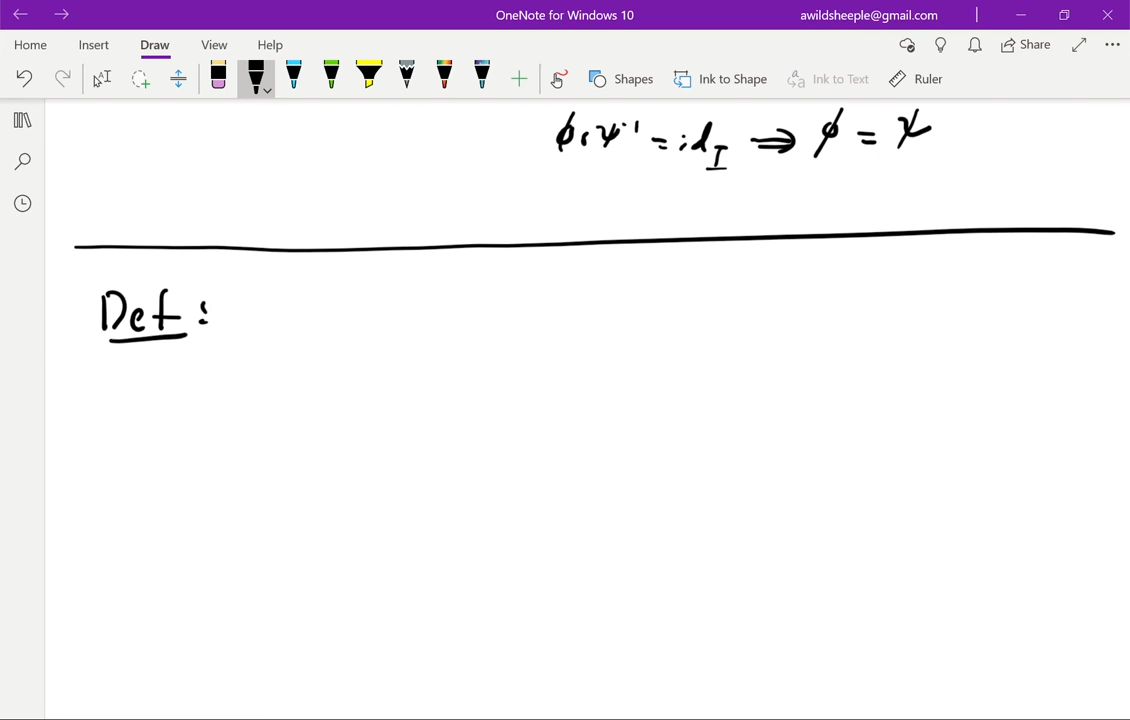 OneNote for Windows 10
awildsheeple@gmail.com
Home Insert Draw View Help
Share
Shapes
Ink to Shape
Ink to Text
Ruler
ϕ∘ψ⁻¹ = id_I ⇒ ϕ = ψ
Def: